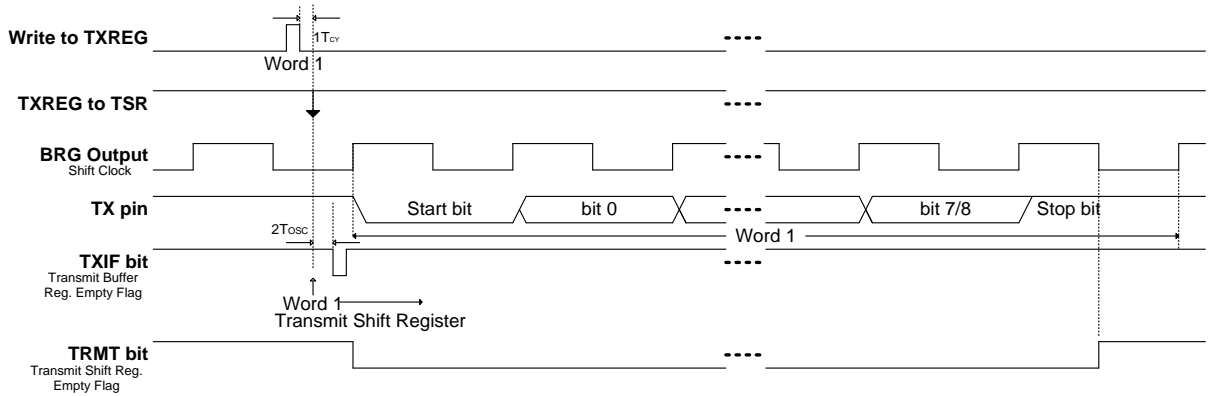 Write to TXREG
1TCY
Word 1
TXREG to TSR
BRG Output
Shift Clock
TX pin
Start bit
bit 0
bit 7/8
Stop bit
Word 1
2TOSC
TXIF bit
Transmit Buffer
Reg. Empty Flag
Word 1
Transmit Shift Register
TRMT bit
Transmit Shift Reg.
Empty Flag